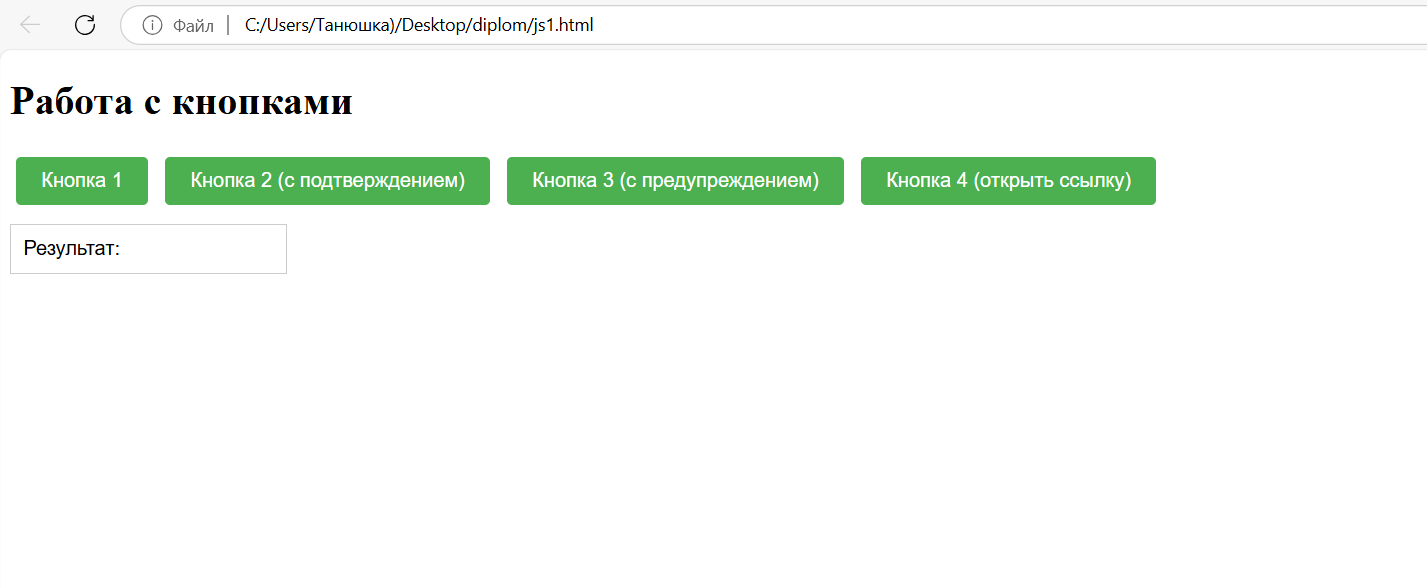 Файл | C:/Users/Танюшка)/Desktop/diplom/js1.html
Работа с кнопками
Кнопка 1 Кнопка 2 (с подтверждением) Кнопка 3 (с предупреждением) Кнопка 4 (открыть ссылку)
Результат: